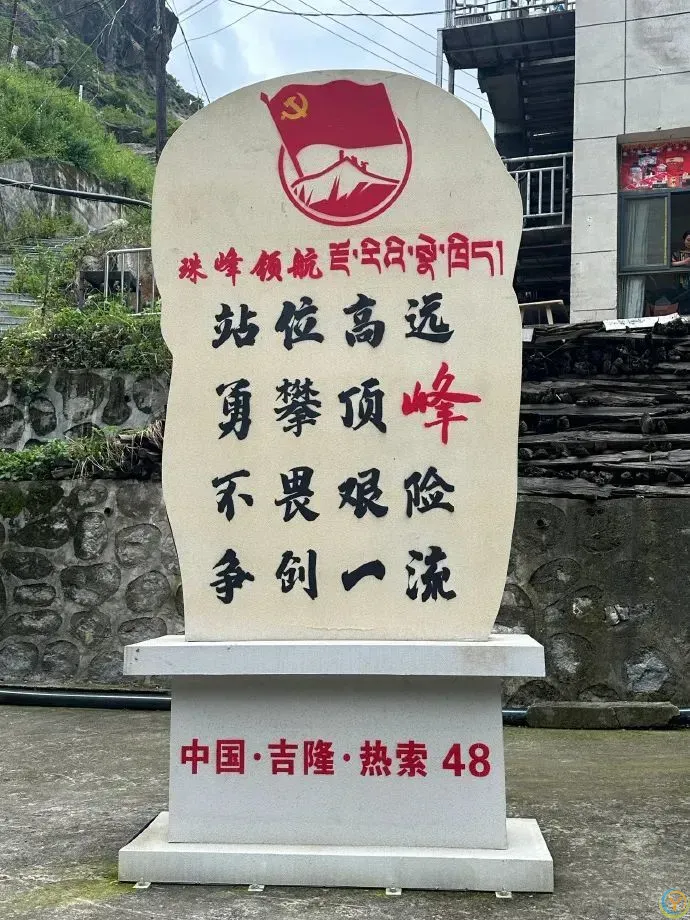 珠峰领航 ཇོ་མོའི་སྣེ་ཁྲིད།
站位高远
勇攀顶峰
不畏艰险
争创一流
中国·吉隆·热索 48